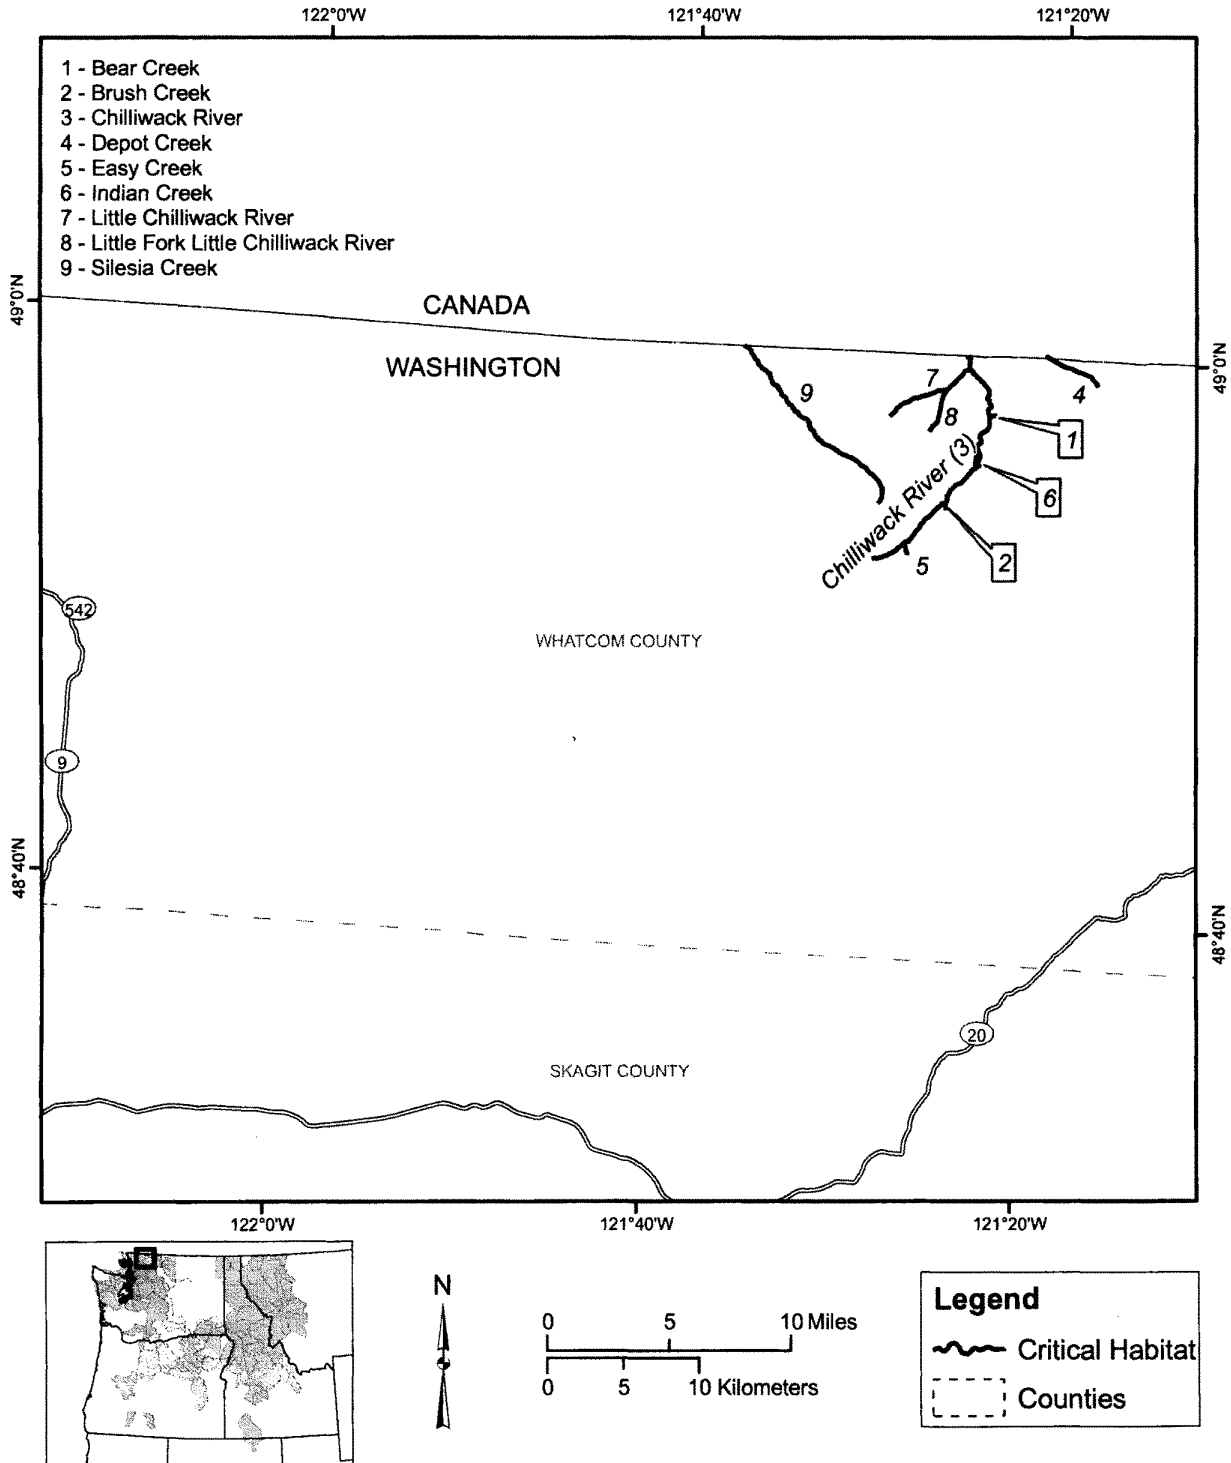 122°0'W 121°40'W 121°20'W
1 - Bear Creek
2 - Brush Creek
3 - Chilliwack River
4 - Depot Creek
5 - Easy Creek
6 - Indian Creek
7 - Little Chilliwack River
8 - Little Fork Little Chilliwack River
9 - Silesia Creek
49°0'N
CANADA
WASHINGTON
49°0'N
7
9
4
8
1
Chilliwack River (3)
6
5
2
542
WHATCOM COUNTY
9
48°40'N
48°40'N
20
SKAGIT COUNTY
122°0'W 121°40'W 121°20'W
N
0 5 10 Miles
0 5 10 Kilometers
Legend
Critical Habitat
Counties